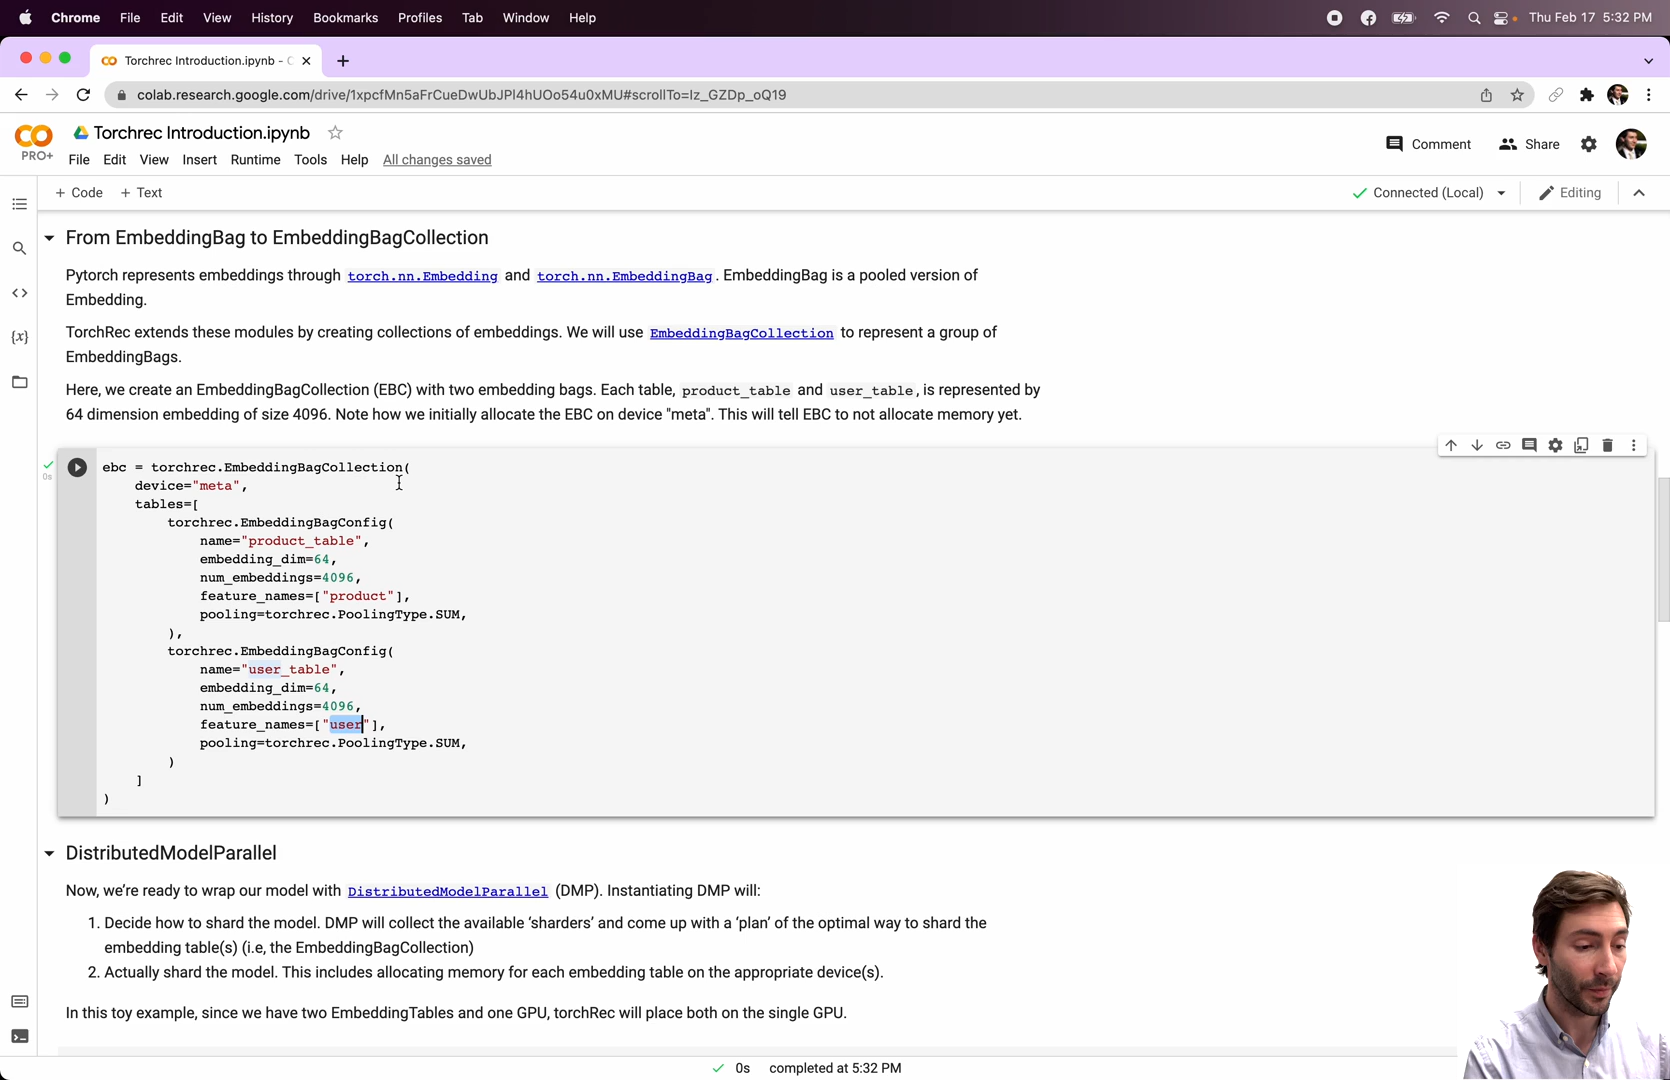 Chrome File Edit View History Bookmarks Profiles Tab Window Help Thu Feb 17 5:32 PM
Torchrec Introduction.ipynb -
colab.research.google.com/drive/1xpcfMn5aFrCueDwUbJPl4hUOo54u0xMU#scrollTo=Iz_GZDp_oQ19
Torchrec Introduction.ipynb
PRO+
File Edit View Insert Runtime Tools Help All changes saved
Comment Share
+ Code + Text Connected (Local) Editing
From EmbeddingBag to EmbeddingBagCollection
Pytorch represents embeddings through torch.nn.Embedding and torch.nn.EmbeddingBag. EmbeddingBag is a pooled version of
Embedding.
TorchRec extends these modules by creating collections of embeddings. We will use EmbeddingBagCollection to represent a group of
EmbeddingBags.
Here, we create an EmbeddingBagCollection (EBC) with two embedding bags. Each table, product_table and user_table, is represented by
64 dimension embedding of size 4096. Note how we initially allocate the EBC on device "meta". This will tell EBC to not allocate memory yet.
0s
ebc = torchrec.EmbeddingBagCollection(
device="meta",
tables=[
torchrec.EmbeddingBagConfig(
name="product_table",
embedding_dim=64,
num_embeddings=4096,
feature_names=["product"],
pooling=torchrec.PoolingType.SUM,
),
torchrec.EmbeddingBagConfig(
name="user_table",
embedding_dim=64,
num_embeddings=4096,
feature_names=["user"],
pooling=torchrec.PoolingType.SUM,
)
]
)
DistributedModelParallel
Now, we're ready to wrap our model with DistributedModelParallel (DMP). Instantiating DMP will:
1. Decide how to shard the model. DMP will collect the available 'sharders' and come up with a 'plan' of the optimal way to shard the
embedding table(s) (i.e, the EmbeddingBagCollection)
2. Actually shard the model. This includes allocating memory for each embedding table on the appropriate device(s).
In this toy example, since we have two EmbeddingTables and one GPU, torchRec will place both on the single GPU.
0s completed at 5:32 PM